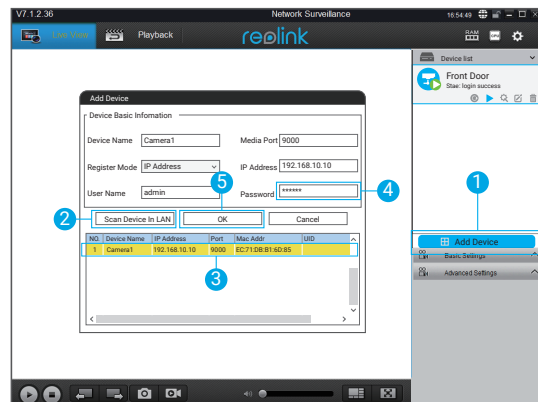 V7.1.2.36 Network Surveillance 16:54:49
Live View Playback reolink RAM CPU
Device list
Front Door
Stae: login success
Add Device
Device Basic Infomation
Device Name Camera1 Media Port 9000
Register Mode IP Address IP Address 192.168.10.10
User Name admin Password ******
5
4
1
2 Scan Device In LAN OK Cancel
NO. Device Name IP Address Port Mac Addr UID
1 Camera1 192.168.10.10 9000 EC:71:DB:B1:6D:85
3
Add Device
Basic Settings
Advanced Settings